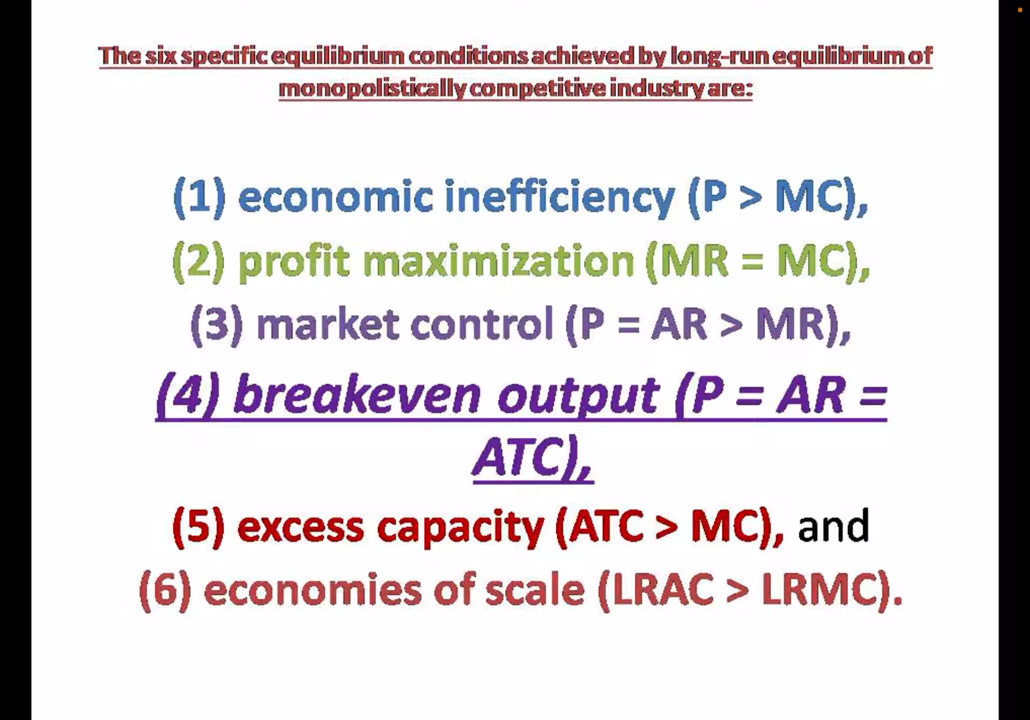 The six specific equilibrium conditions achieved by long-run equilibrium of
monopolistically competitive industry are:
(1) economic inefficiency (P > MC),
(2) profit maximization (MR = MC),
(3) market control (P = AR > MR),
(4) breakeven output (P = AR =
ATC),
(5) excess capacity (ATC > MC), and
(6) economies of scale (LRAC > LRMC).